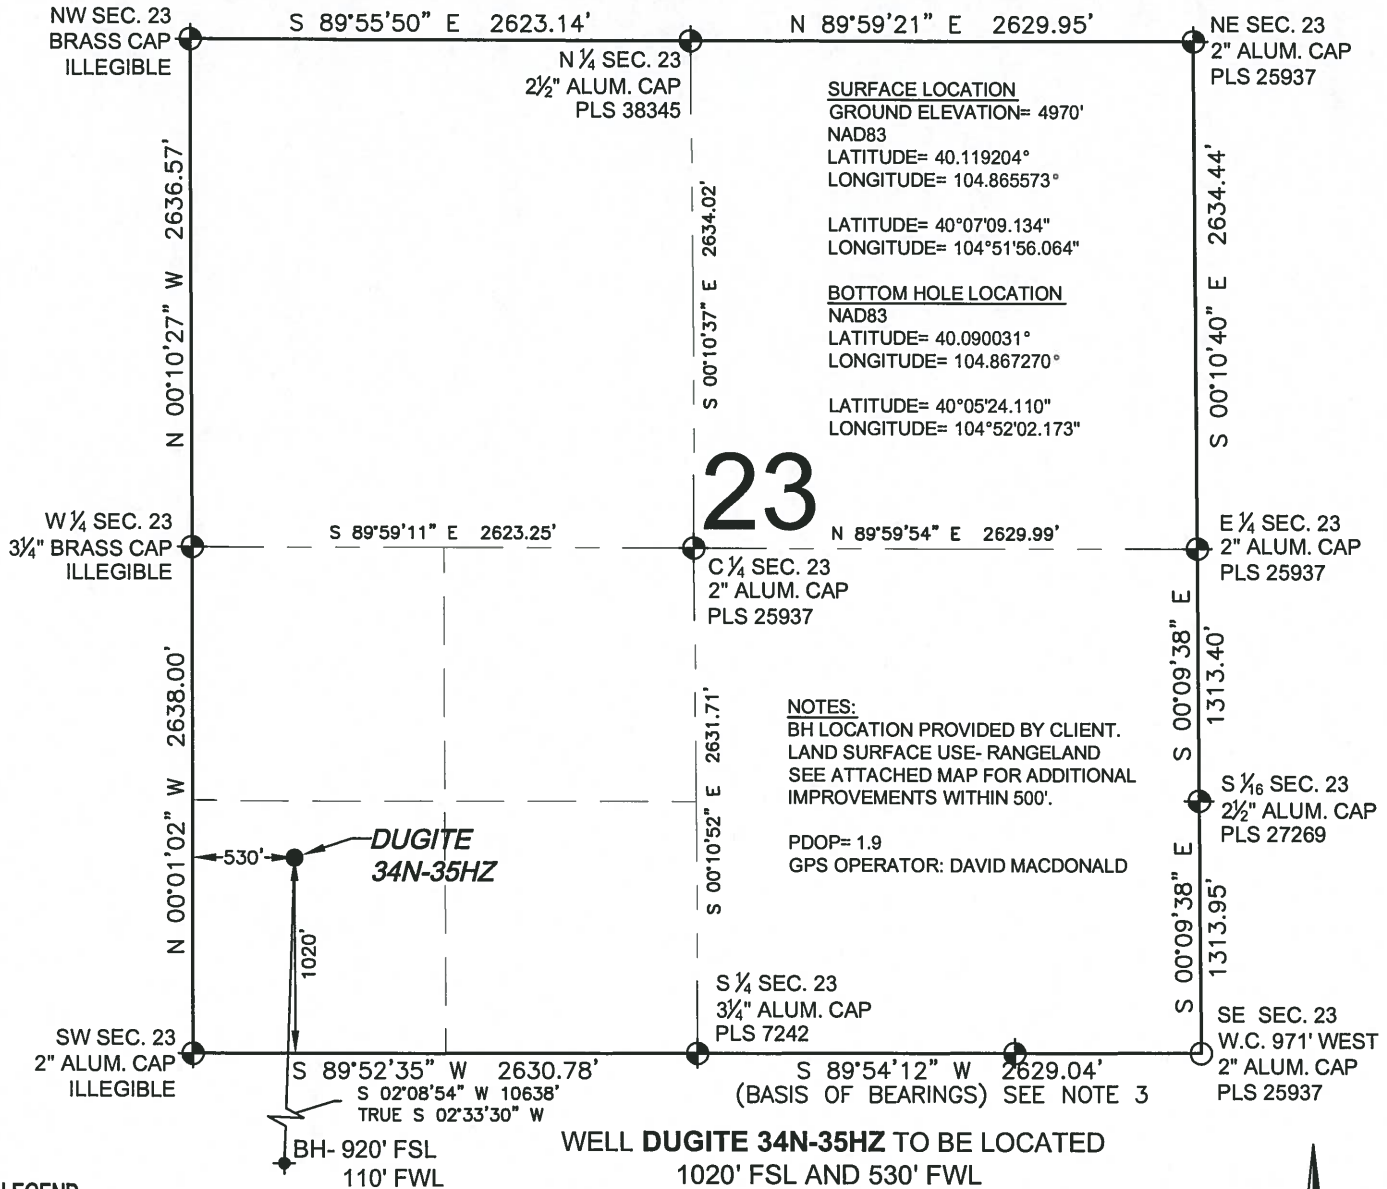 NW SEC. 23
BRASS CAP
ILLEGIBLE
S 89°55'50" E 2623.14'
N ¼ SEC. 23
2½" ALUM. CAP
PLS 38345
N 89°59'21" E 2629.95'
NE SEC. 23
2" ALUM. CAP
PLS 25937
SURFACE LOCATION
GROUND ELEVATION= 4970'
NAD83
LATITUDE= 40.119204°
LONGITUDE= 104.865573°
LATITUDE= 40°07'09.134"
LONGITUDE= 104°51'56.064"
BOTTOM HOLE LOCATION
NAD83
LATITUDE= 40.090031°
LONGITUDE= 104.867270°
LATITUDE= 40°05'24.110"
LONGITUDE= 104°52'02.173"
N 00°10'27" W 2636.57'
S 00°10'37" E 2634.02'
S 00°10'40" E 2634.44'
23
W ¼ SEC. 23
3¼" BRASS CAP
ILLEGIBLE
S 89°59'11" E 2623.25'
C ¼ SEC. 23
2" ALUM. CAP
PLS 25937
N 89°59'54" E 2629.99'
E ¼ SEC. 23
2" ALUM. CAP
PLS 25937
N 00°01'02" W 2638.00'
S 00°10'52" E 2631.71'
NOTES:
BH LOCATION PROVIDED BY CLIENT.
LAND SURFACE USE- RANGELAND
SEE ATTACHED MAP FOR ADDITIONAL
IMPROVEMENTS WITHIN 500'.
PDOP= 1.9
GPS OPERATOR: DAVID MACDONALD
S 00°09'38" E
1313.40'
S 1/16 SEC. 23
2½" ALUM. CAP
PLS 27269
S 00°09'38" E
1313.95'
530'
DUGITE
34N-35HZ
1020'
SW SEC. 23
2" ALUM. CAP
ILLEGIBLE
S ¼ SEC. 23
3¼" ALUM. CAP
PLS 7242
SE SEC. 23
W.C. 971' WEST
2" ALUM. CAP
PLS 25937
S 89°52'35" W 2630.78'
S 02°08'54" W 10638'
TRUE S 02°33'30" W
S 89°54'12" W 2629.04'
(BASIS OF BEARINGS) SEE NOTE 3
BH- 920' FSL
110' FWL
WELL DUGITE 34N-35HZ TO BE LOCATED
1020' FSL AND 530' FWL
LEGEND